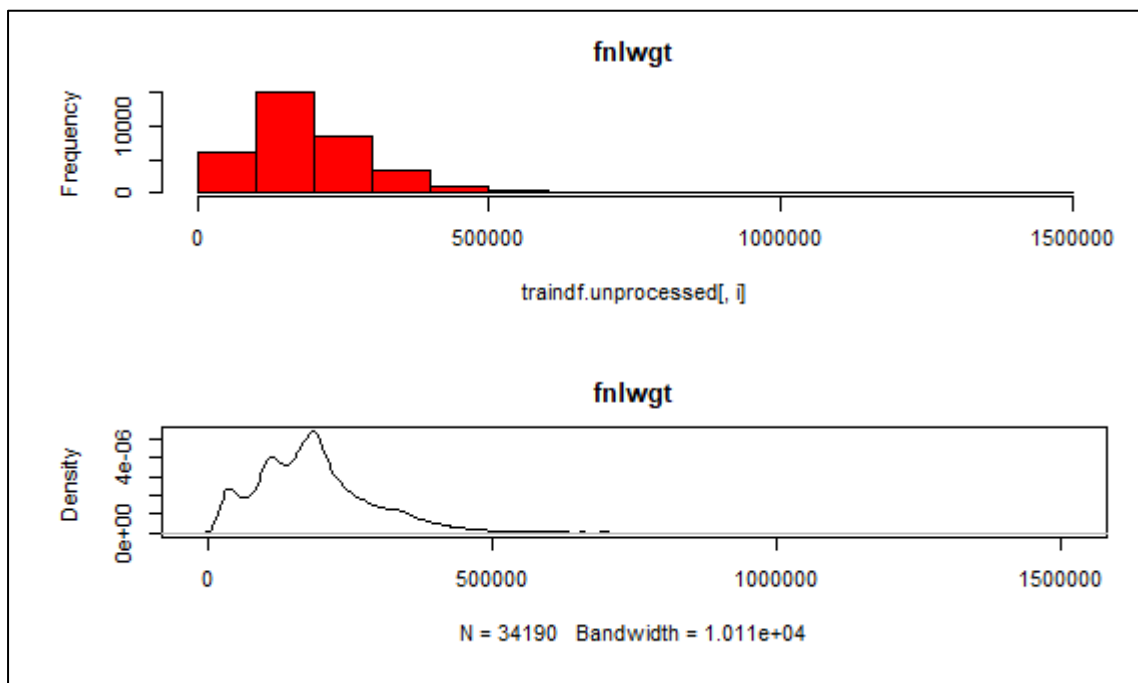 fnlwgt
Frequency
10000
0
0 500000 1000000 1500000
traindf.unprocessed[, i]
fnlwgt
Density
4e-06
0e+00
0 500000 1000000 1500000
N = 34190 Bandwidth = 1.011e+04